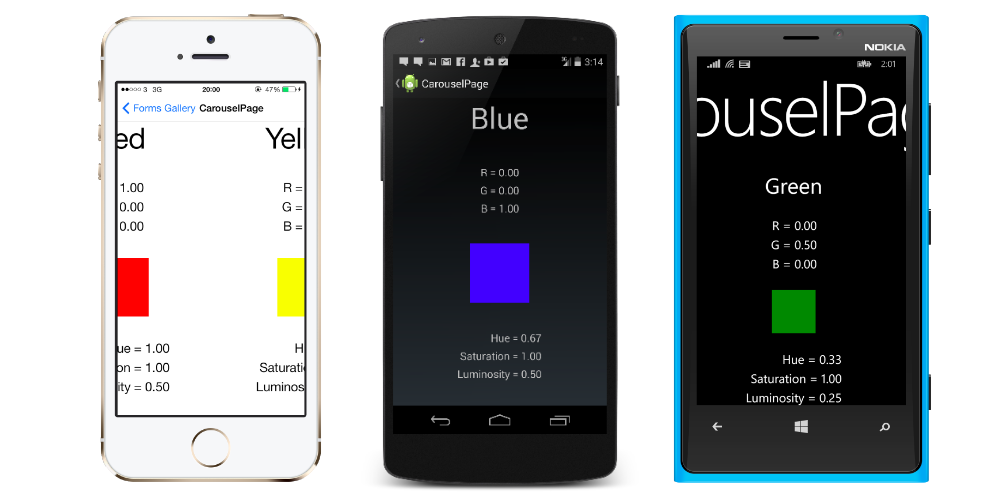 3 3G 20:00 47%
Forms Gallery CarouselPage
ed Yel
1.00 R =
0.00 G =
0.00 B =
ue = 1.00 H
on = 1.00 Saturati
ity = 0.50 Luminos
3:14
CarouselPage
Blue
R = 0.00
G = 0.00
B = 1.00
Hue = 0.67
Saturation = 1.00
Luminosity = 0.50
NOKIA
2:01
ouselPag
Green
R = 0.00
G = 0.50
B = 0.00
Hue = 0.33
Saturation = 1.00
Luminosity = 0.25